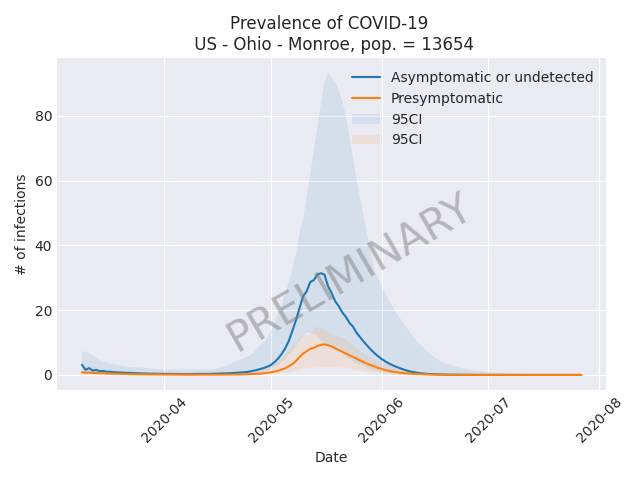 Prevalence of COVID-19
US - Ohio - Monroe, pop. = 13654
Asymptomatic or undetected
Presymptomatic
95CI
95CI
PRELIMINARY
# of infections
80
60
40
20
0
2020-04
2020-05
2020-06
2020-07
2020-08
Date